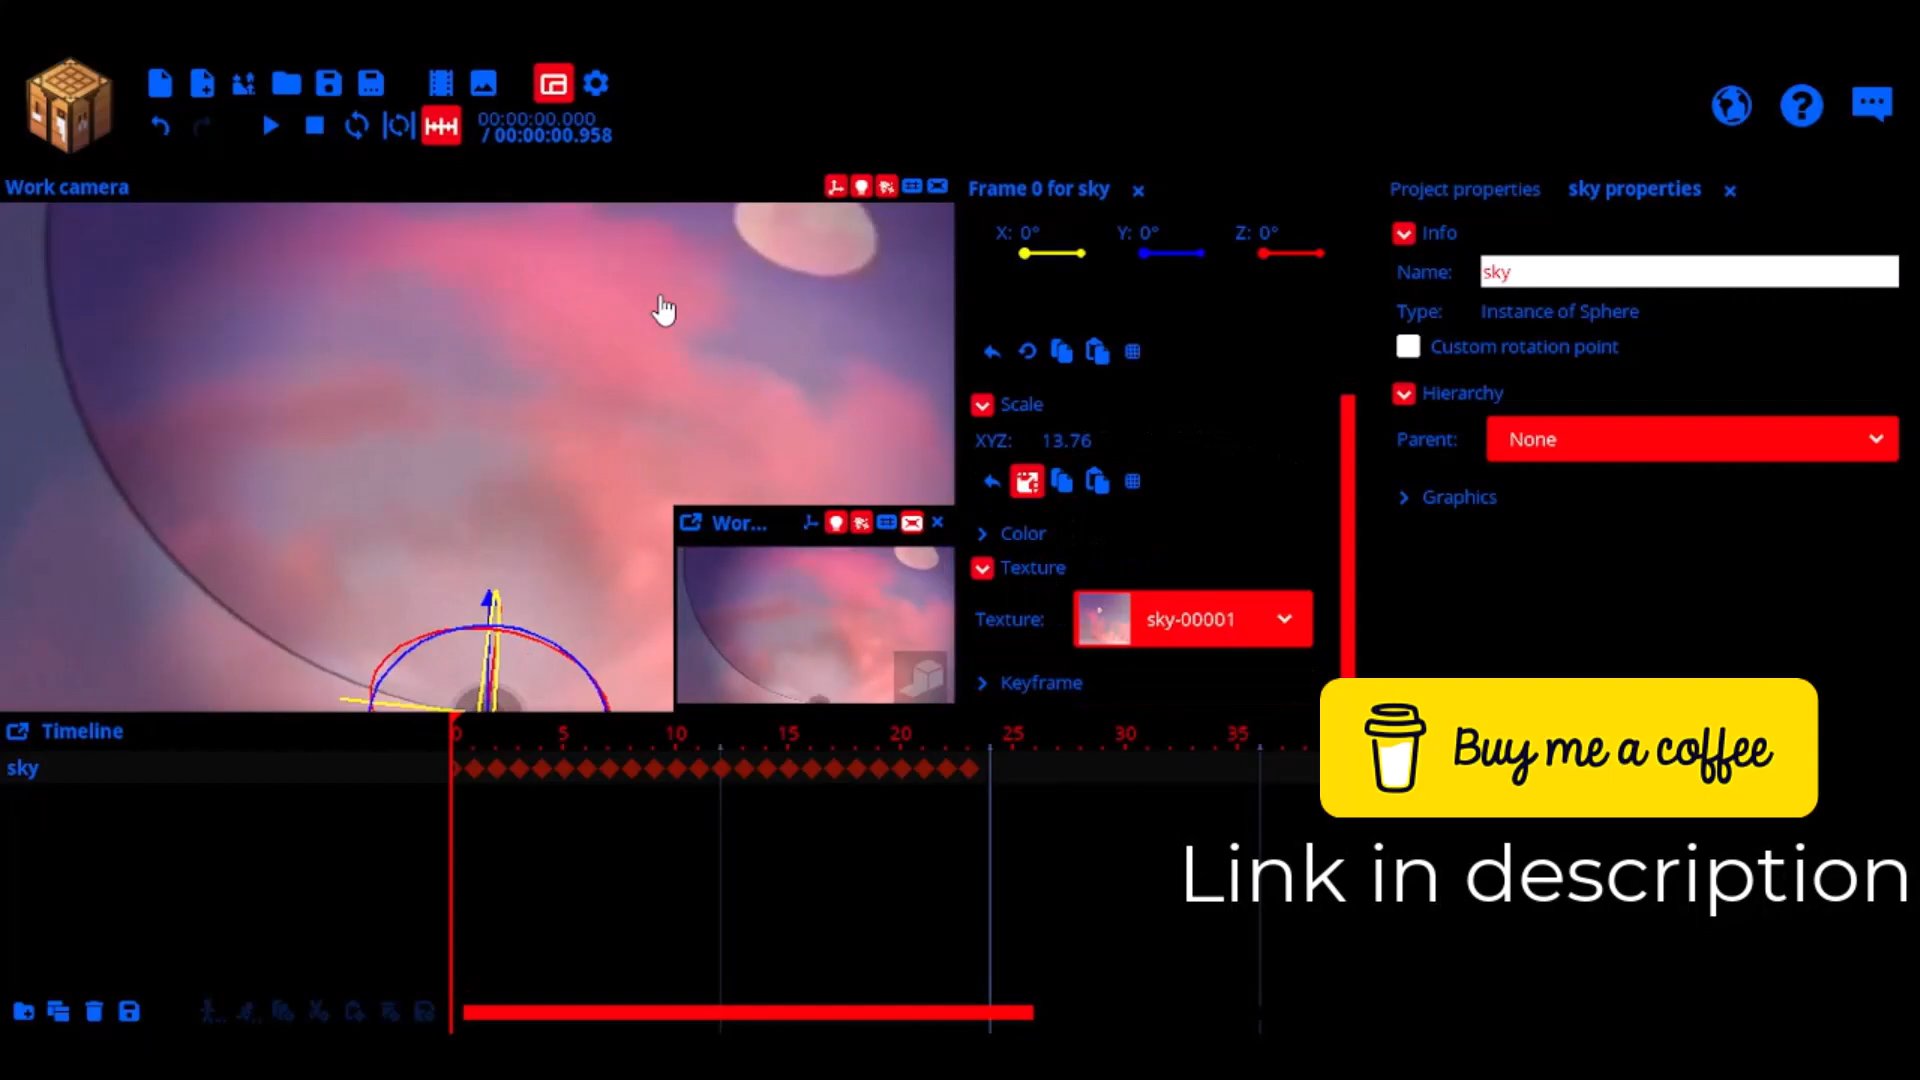 00:00:00.000
/ 00:00:00.958
Work camera
Frame 0 for sky
Project properties
sky properties
X: 0°
Y: 0°
Z: 0°
Info
Name:
sky
Type:
Instance of Sphere
Custom rotation point
Scale
Hierarchy
XYZ:
13.76
Parent:
None
Graphics
Wor...
Color
Texture
Texture:
sky-00001
Keyframe
Timeline
0
5
10
15
20
25
30
35
sky
Buy me a coffee
Link in description